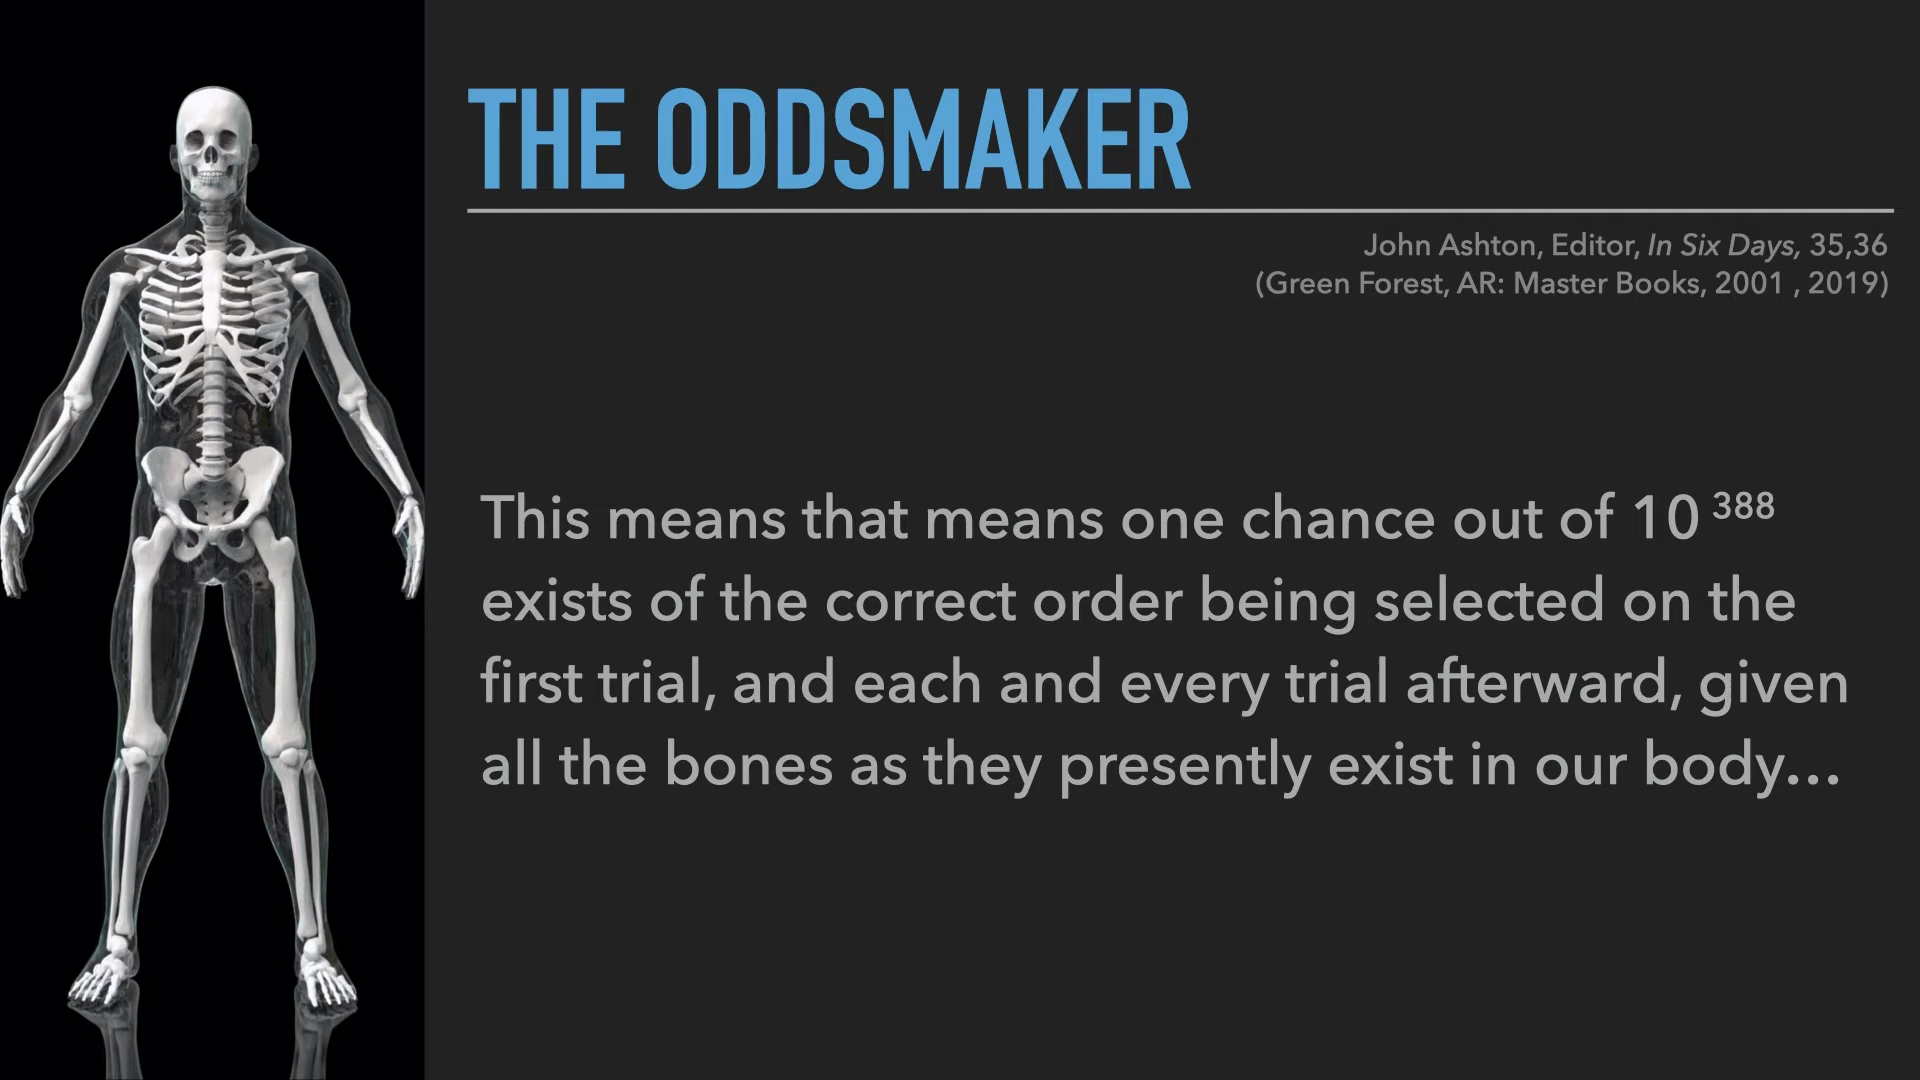 THE ODDSMAKER
John Ashton, Editor, In Six Days, 35,36
(Green Forest, AR: Master Books, 2001 , 2019)
This means that means one chance out of 10 388
exists of the correct order being selected on the
first trial, and each and every trial afterward, given
all the bones as they presently exist in our body…